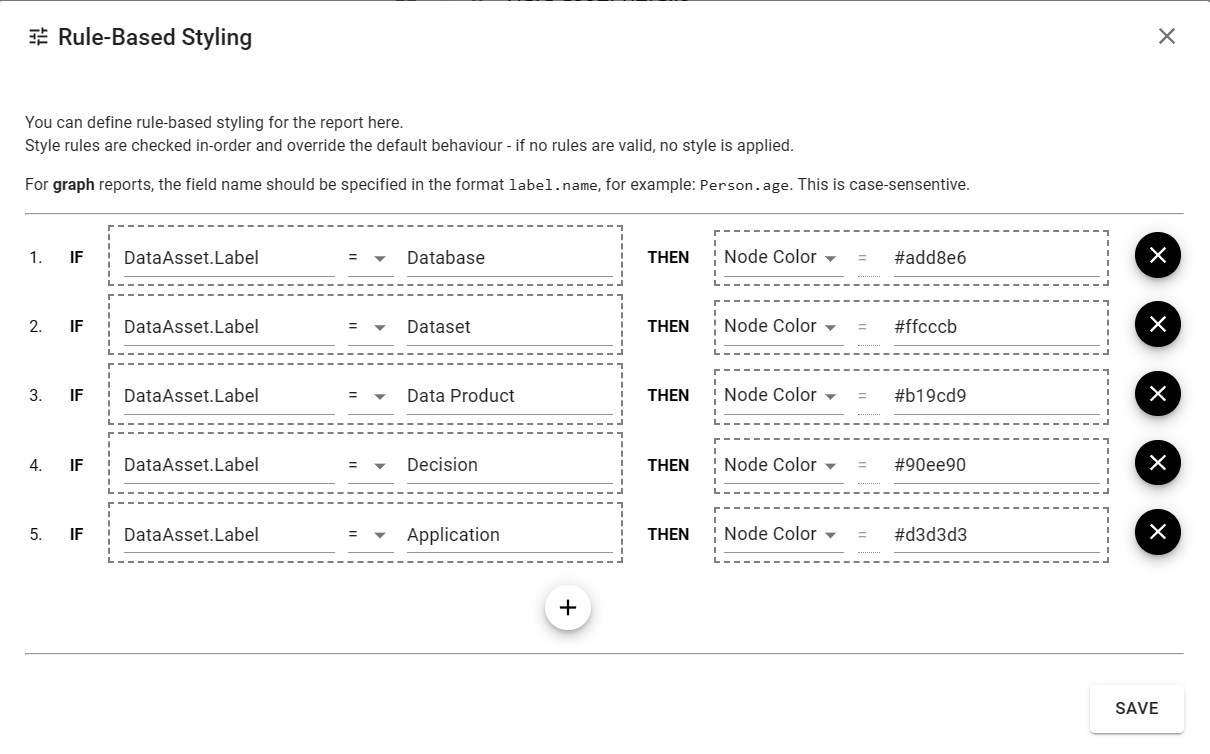 Rule-Based Styling
You can define rule-based styling for the report here.
Style rules are checked in-order and override the default behaviour - if no rules are valid, no style is applied.
For graph reports, the field name should be specified in the format label.name, for example: Person.age. This is case-sensentive.
1. IF DataAsset.Label = Database THEN Node Color = #add8e6
2. IF DataAsset.Label = Dataset THEN Node Color = #ffcccb
3. IF DataAsset.Label = Data Product THEN Node Color = #b19cd9
4. IF DataAsset.Label = Decision THEN Node Color = #90ee90
5. IF DataAsset.Label = Application THEN Node Color = #d3d3d3
+
SAVE